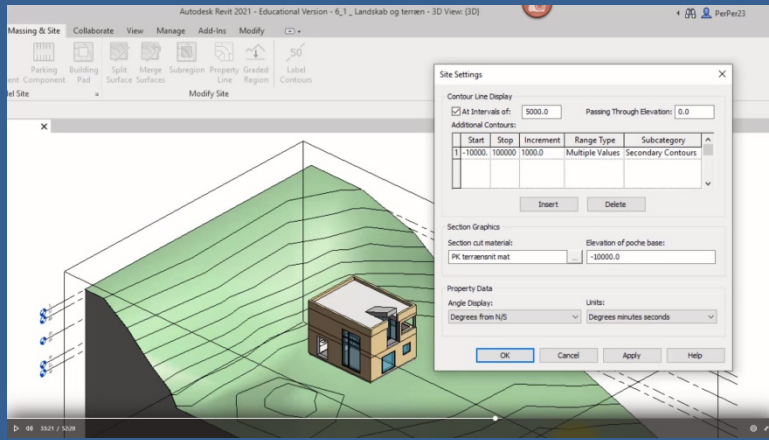 Autodesk Revit 2021 - Educational Version - 6_1 _ Landskab og terræn - 3D View: {3D}
PerPer23
Massing & Site Collaborate View Manage Add-Ins Modify
Parking Component
Building Pad
Split Surface
Merge Surfaces
Subregion
Property Line
Graded Region
50
Label Contours
Modify Site
Site Settings
Contour Line Display
At Intervals of: 5000.0 Passing Through Elevation: 0.0
Additional Contours:
Start Stop Increment Range Type Subcategory
1 -10000. 100000 1000.0 Multiple Values Secondary Contours
Insert Delete
Section Graphics
Section cut material: Elevation of poche base:
PK terrænsnit mat ... -10000.0
Property Data
Angle Display: Units:
Degrees from N/S Degrees minutes seconds
OK Cancel Apply Help
33:21 / 52:28